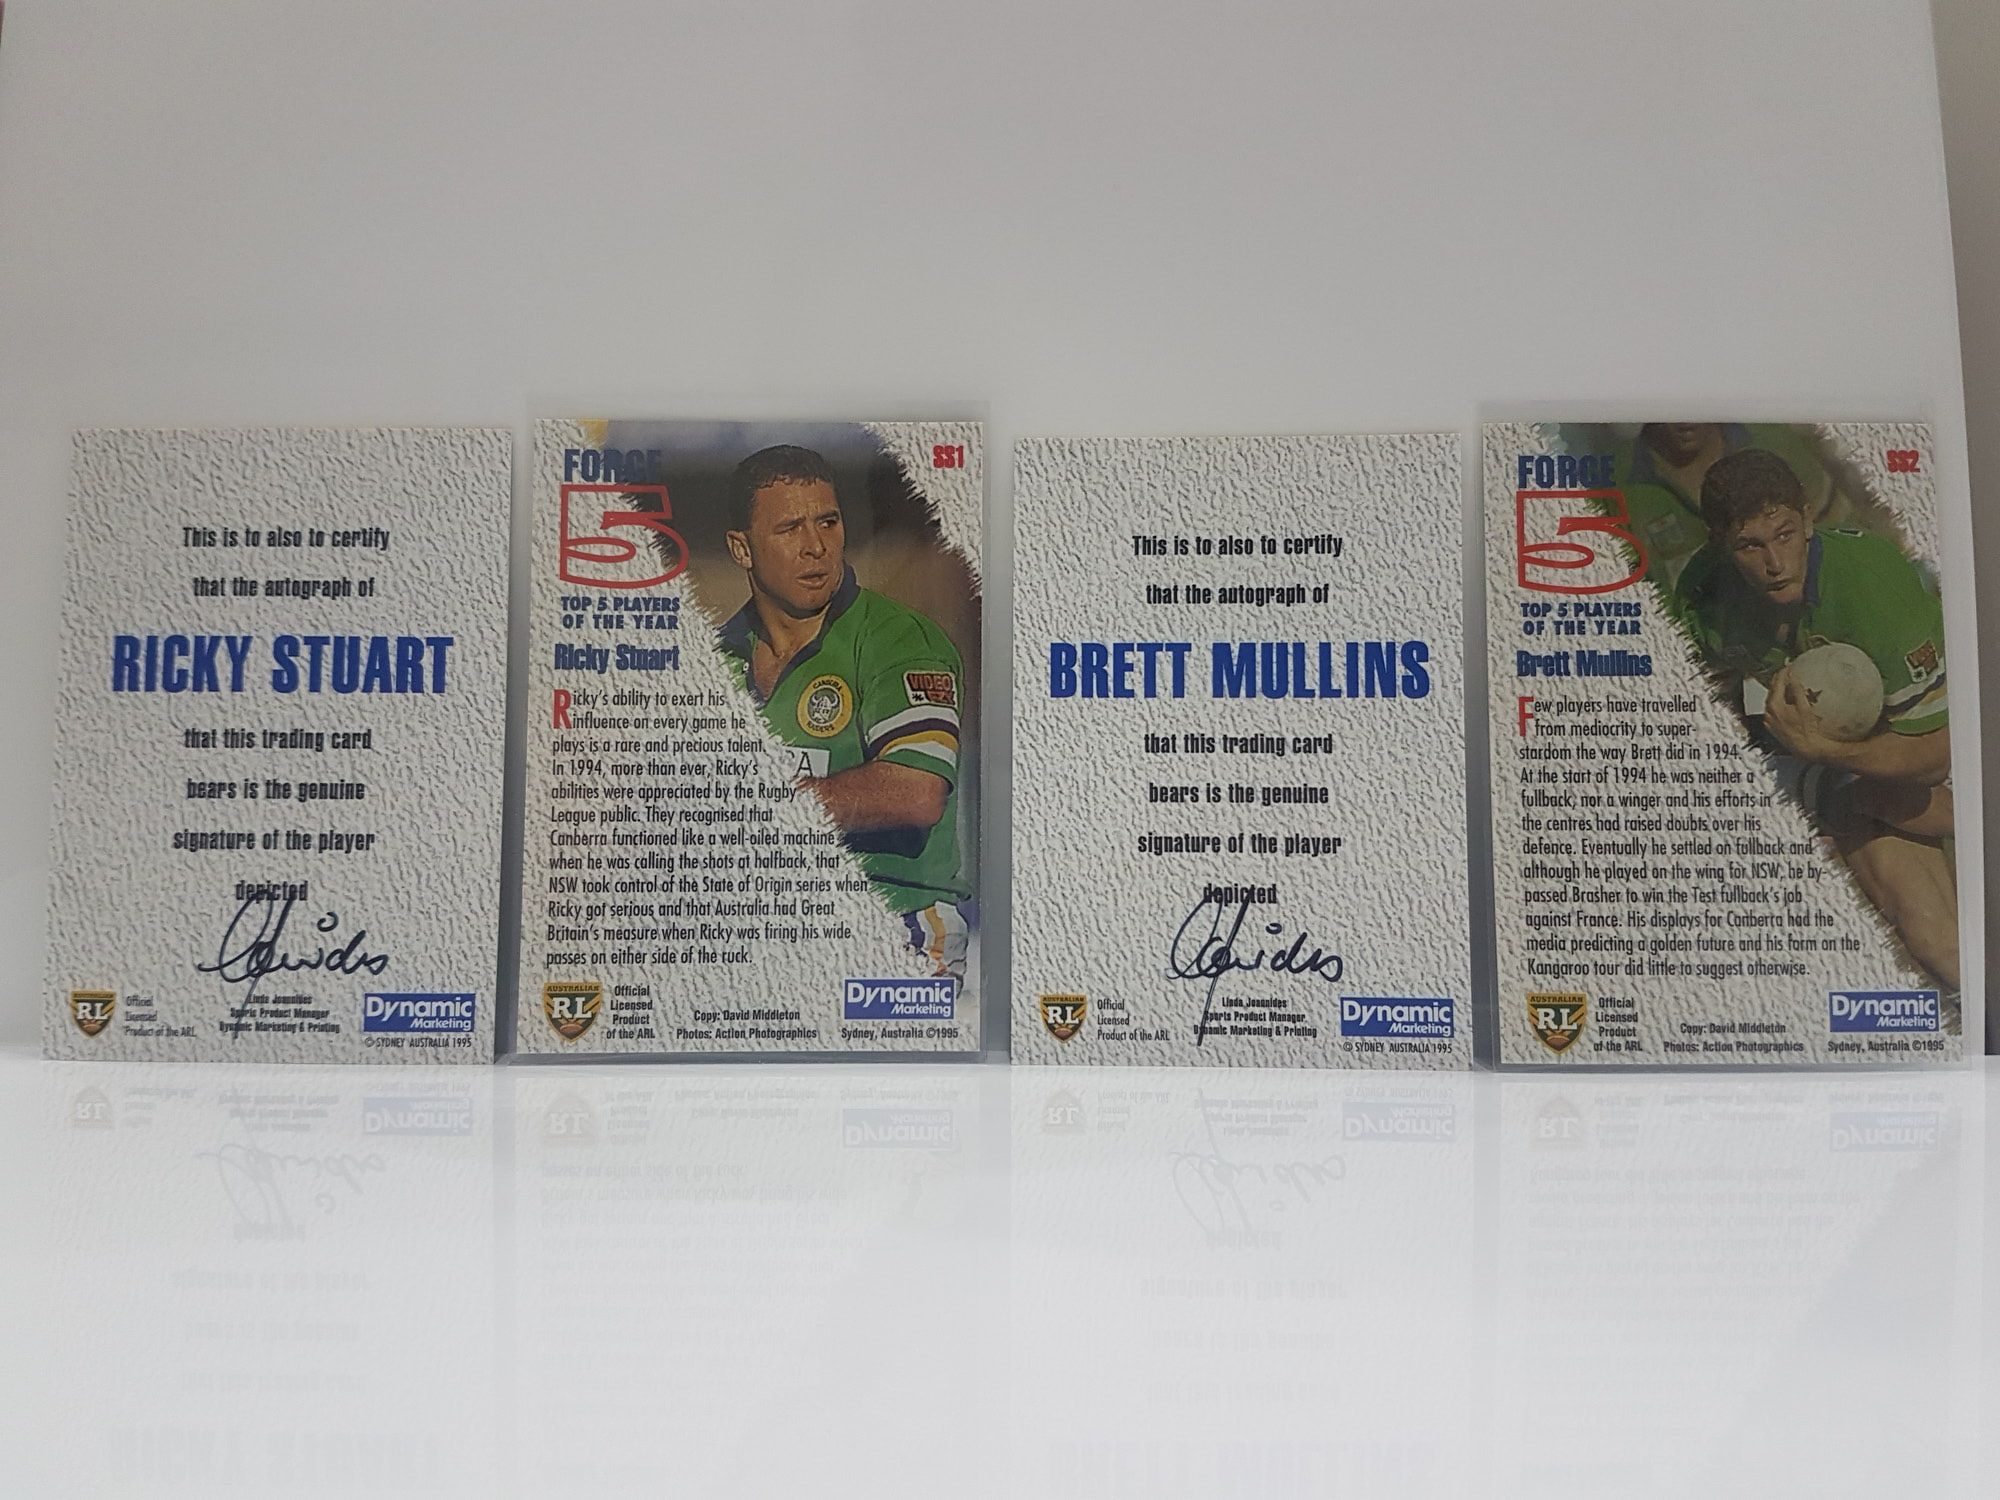 This is to also to certify
that the autograph of
RICKY STUART
that this trading card
bears is the genuine
signature of the player
depicted
AUSTRALIAN
RL
Official
Licensed
Product of the ARL
Linda Joannides
Sports Product Manager
Dynamic Marketing & Printing
Dynamic
Marketing
© SYDNEY AUSTRALIA 1995
FORCE
5
SS1
TOP 5 PLAYERS
OF THE YEAR
Ricky Stuart
Ricky's ability to exert his
influence on every game he
plays is a rare and precious talent.
In 1994, more than ever, Ricky's
abilities were appreciated by the Rugby
League public. They recognised that
Canberra functioned like a well-oiled machine
when he was calling the shots at halfback, that
NSW took control of the State of Origin series when
Ricky got serious and that Australia had Great
Britain's measure when Ricky was firing his wide
passes on either side of the ruck.
CANBERRA
RAIDERS
VIDEO
EZY
A
AUSTRALIAN
RL
Official
Licensed
Product
of the ARL
Copy: David Middleton
Photos: Action Photographics
Dynamic
Marketing
Sydney, Australia ©1995
This is to also to certify
that the autograph of
BRETT MULLINS
that this trading card
bears is the genuine
signature of the player
depicted
AUSTRALIAN
RL
Official
Licensed
Product of the ARL
Linda Joannides
Sports Product Manager,
Dynamic Marketing & Printing
Dynamic
Marketing
© SYDNEY AUSTRALIA 1995
FORCE
5
SS2
TOP 5 PLAYERS
OF THE YEAR
Brett Mullins
Few players have travelled
from mediocrity to super-
stardom the way Brett did in 1994.
At the start of 1994 he was neither a
fullback, nor a winger and his efforts in
the centres had raised doubts over his
defence. Eventually he settled on fullback and
although he played on the wing for NSW, he by-
passed Brasher to win the Test fullback's job
against France. His displays for Canberra had the
media predicting a golden future and his form on the
Kangaroo tour did little to suggest otherwise.
AUSTRALIAN
RL
Official
Licensed
Product
of the ARL
Copy: David Middleton
Photos: Action Photographics
Dynamic
Marketing
Sydney, Australia ©1995